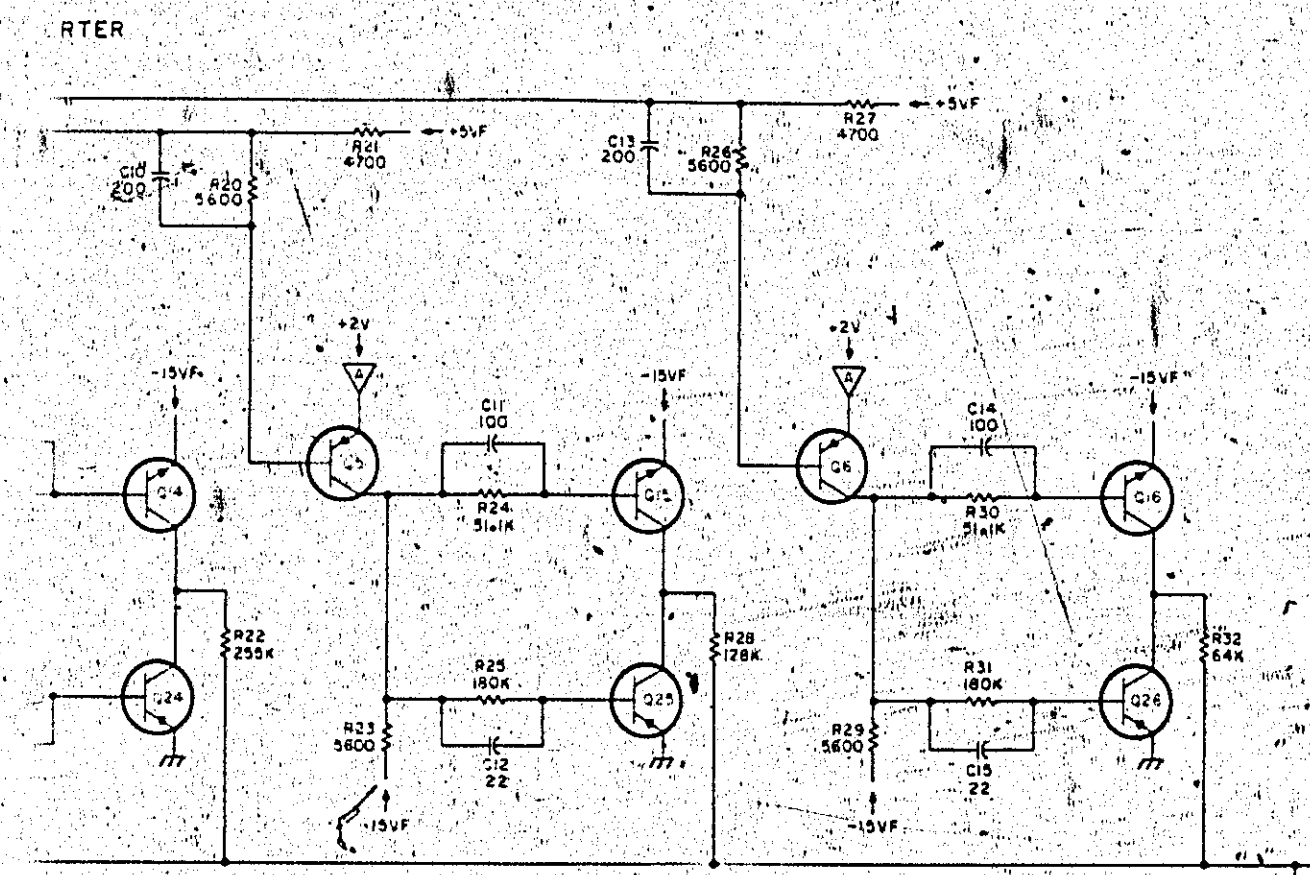 RTER
+5VF
R27
4700
C13
200
R26
5600
+5VF
R21
4700
C10
200
R20
5600
+2V
A
+2V
A
-15VF
-15VF
-15VF
C11
100
C14
100
Q5
Q6
Q14
Q15
Q16
R24
51.1K
R30
51.1K
R22
255K
R28
128K
R32
64K
R25
180K
R31
180K
Q24
Q25
Q26
R23
5600
R29
5600
C12
22
C15
22
-15VF
-15VF